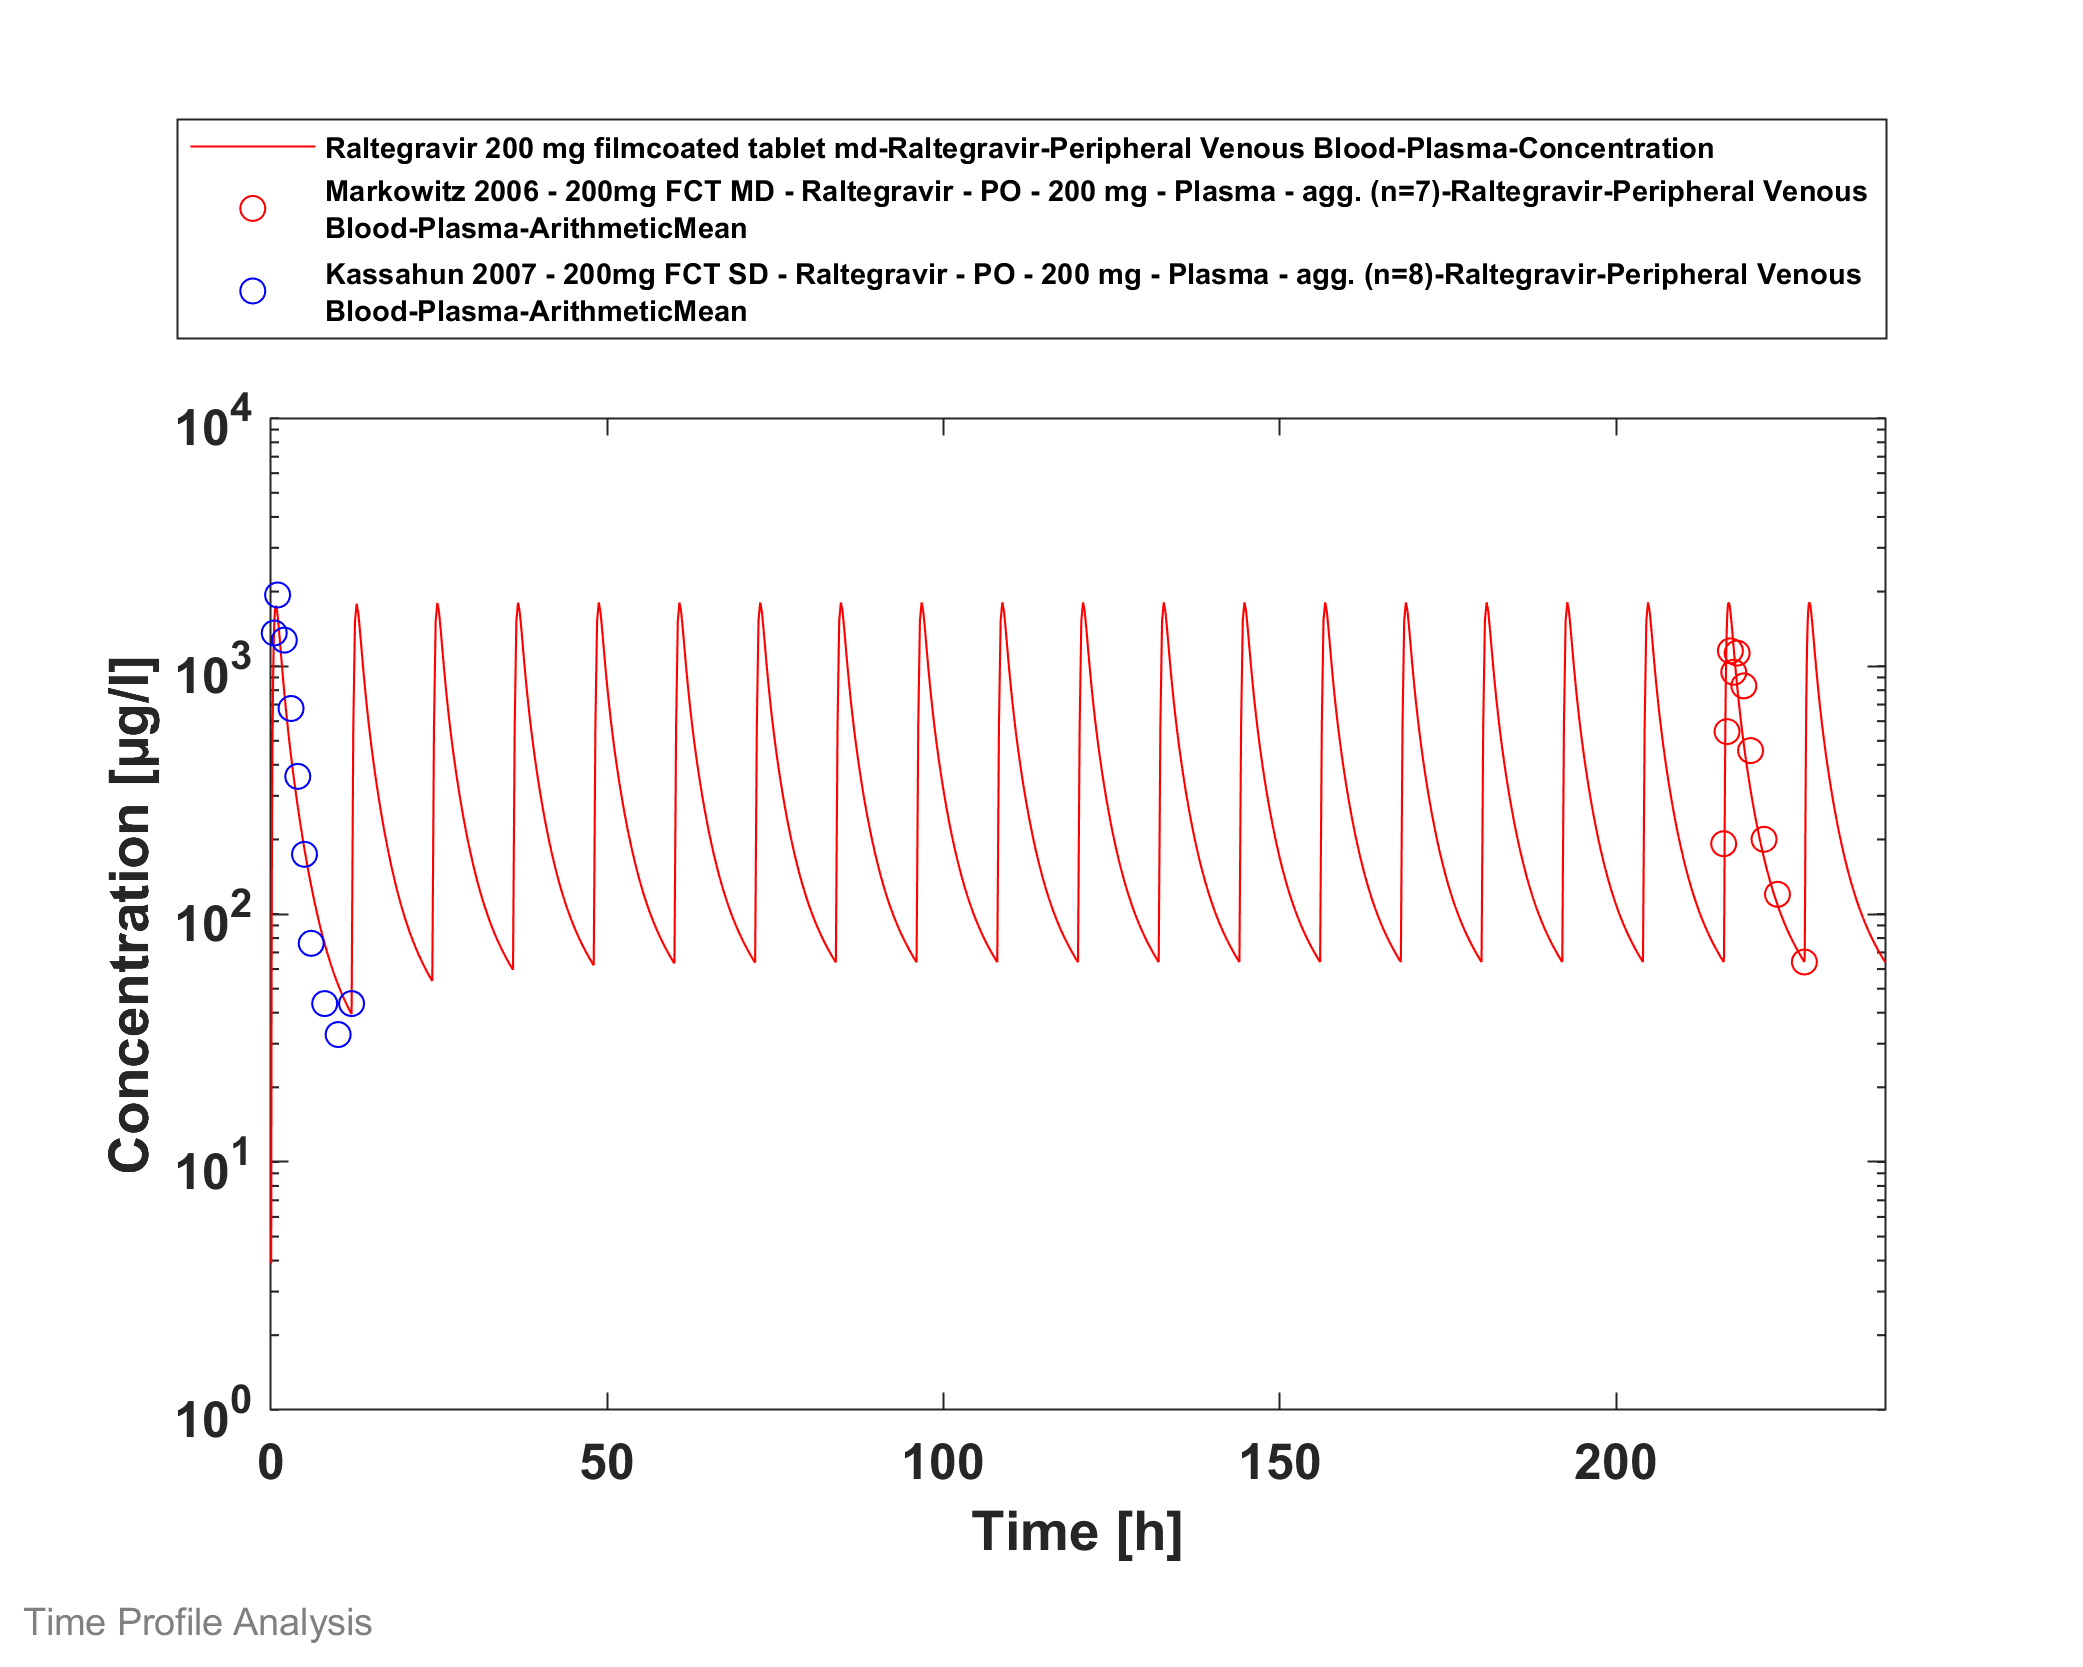 Raltegravir 200 mg filmcoated tablet md-Raltegravir-Peripheral Venous Blood-Plasma-Concentration
Markowitz 2006 - 200mg FCT MD - Raltegravir - PO - 200 mg - Plasma - agg. (n=7)-Raltegravir-Peripheral Venous
Blood-Plasma-ArithmeticMean
Kassahun 2007 - 200mg FCT SD - Raltegravir - PO - 200 mg - Plasma - agg. (n=8)-Raltegravir-Peripheral Venous
Blood-Plasma-ArithmeticMean
10^4
10^3
10^2
10^1
10^0
Concentration [µg/l]
0 50 100 150 200
Time [h]
Time Profile Analysis